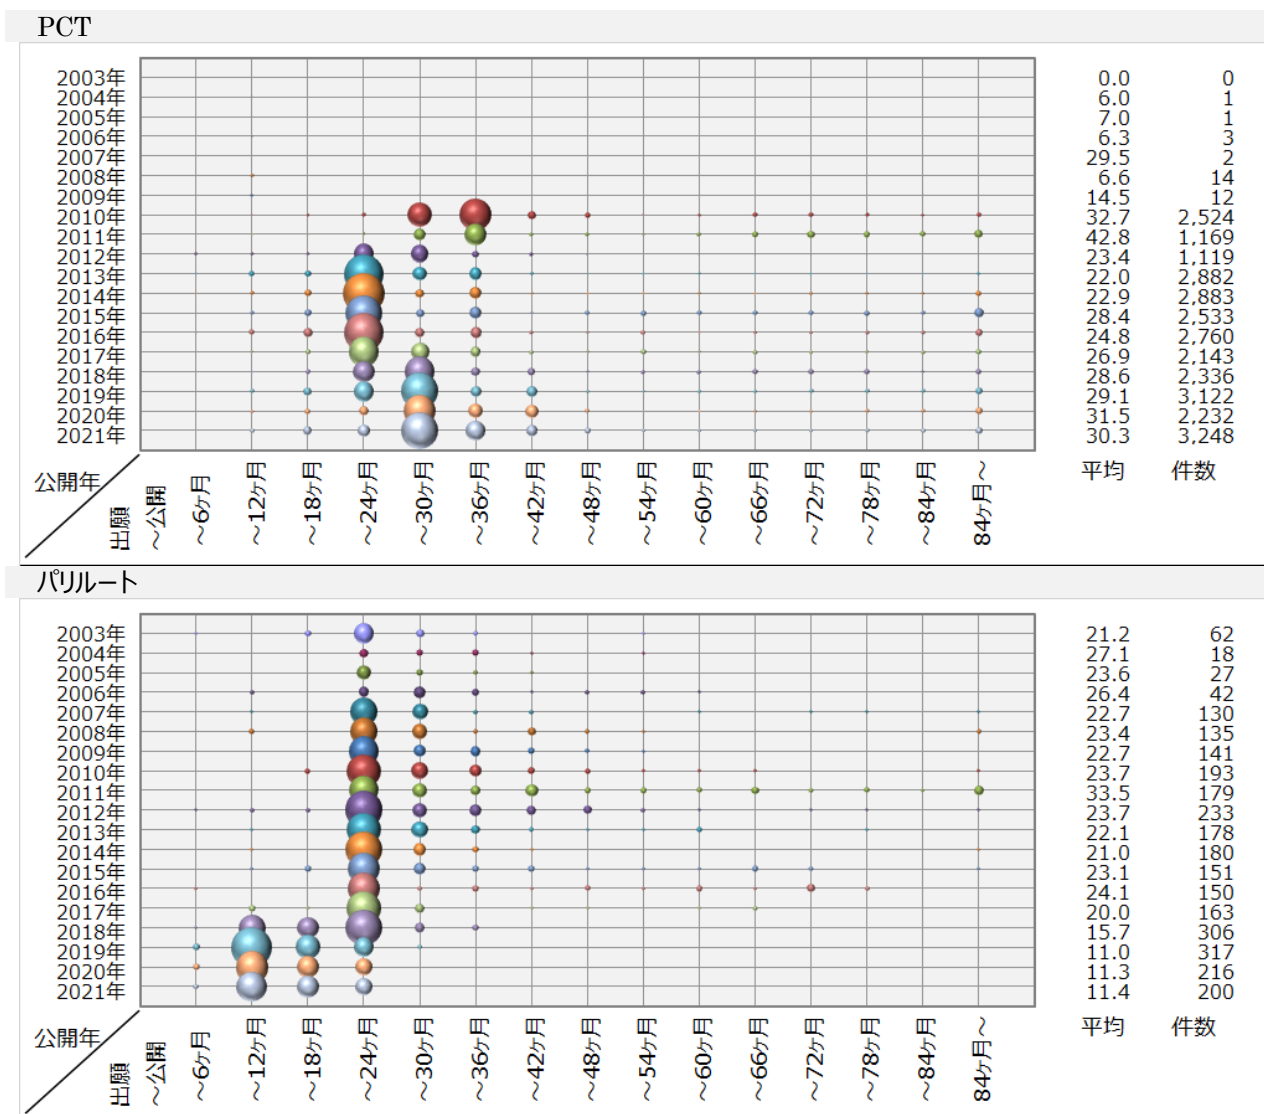 PCT
2003年 0.0 0
2004年 6.0 1
2005年 7.0 1
2006年 6.3 3
2007年 29.5 2
2008年 6.6 14
2009年 14.5 12
2010年 32.7 2,524
2011年 42.8 1,169
2012年 23.4 1,119
2013年 22.0 2,882
2014年 22.9 2,883
2015年 28.4 2,533
2016年 24.8 2,760
2017年 26.9 2,143
2018年 28.6 2,336
2019年 29.1 3,122
2020年 31.5 2,232
2021年 30.3 3,248
公開年 出願～公開 ～6ヶ月 ～12ヶ月 ～18ヶ月 ～24ヶ月 ～30ヶ月 ～36ヶ月 ～42ヶ月 ～48ヶ月 ～54ヶ月 ～60ヶ月 ～66ヶ月 ～72ヶ月 ～78ヶ月 ～84ヶ月 84ヶ月～ 平均 件数
パリルート
2003年 21.2 62
2004年 27.1 18
2005年 23.6 27
2006年 26.4 42
2007年 22.7 130
2008年 23.4 135
2009年 22.7 141
2010年 23.7 193
2011年 33.5 179
2012年 23.7 233
2013年 22.1 178
2014年 21.0 180
2015年 23.1 151
2016年 24.1 150
2017年 20.0 163
2018年 15.7 306
2019年 11.0 317
2020年 11.3 216
2021年 11.4 200
公開年 出願～公開 ～6ヶ月 ～12ヶ月 ～18ヶ月 ～24ヶ月 ～30ヶ月 ～36ヶ月 ～42ヶ月 ～48ヶ月 ～54ヶ月 ～60ヶ月 ～66ヶ月 ～72ヶ月 ～78ヶ月 ～84ヶ月 84ヶ月～ 平均 件数